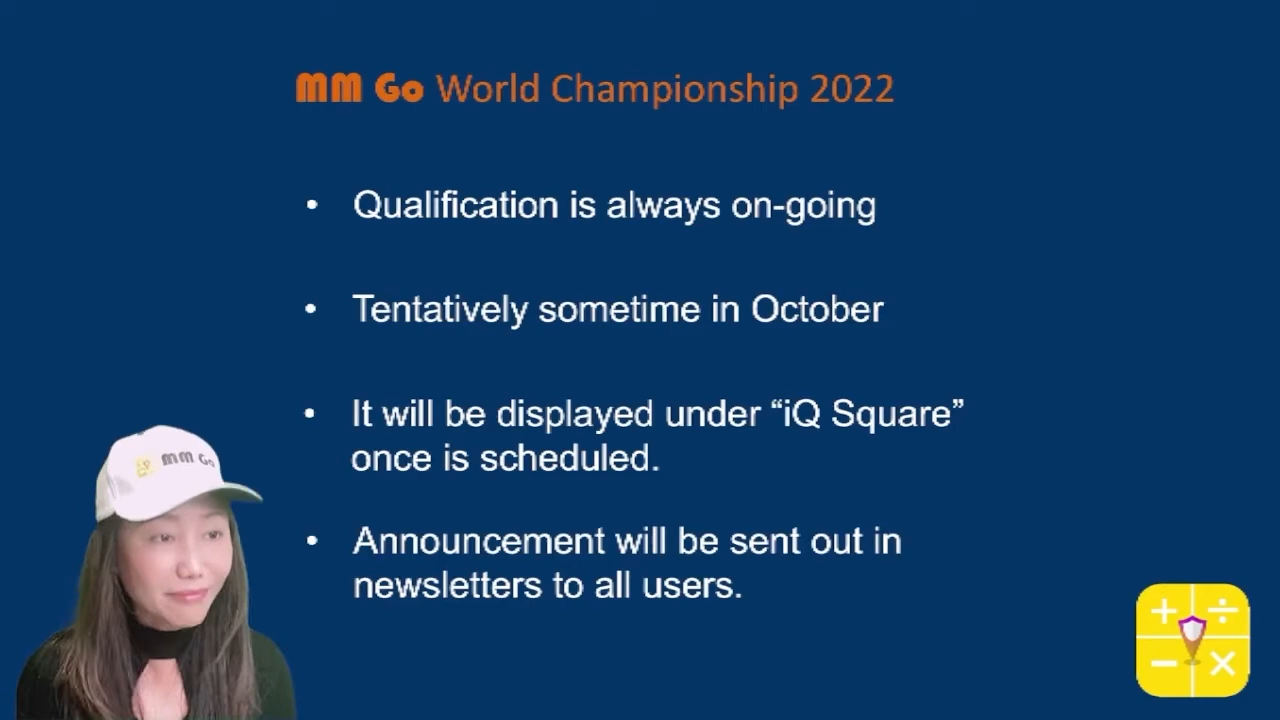 MM Go World Championship 2022
• Qualification is always on-going
• Tentatively sometime in October
• It will be displayed under “iQ Square”
once is scheduled.
• Announcement will be sent out in
newsletters to all users.
MM Go
+ ÷
− ×